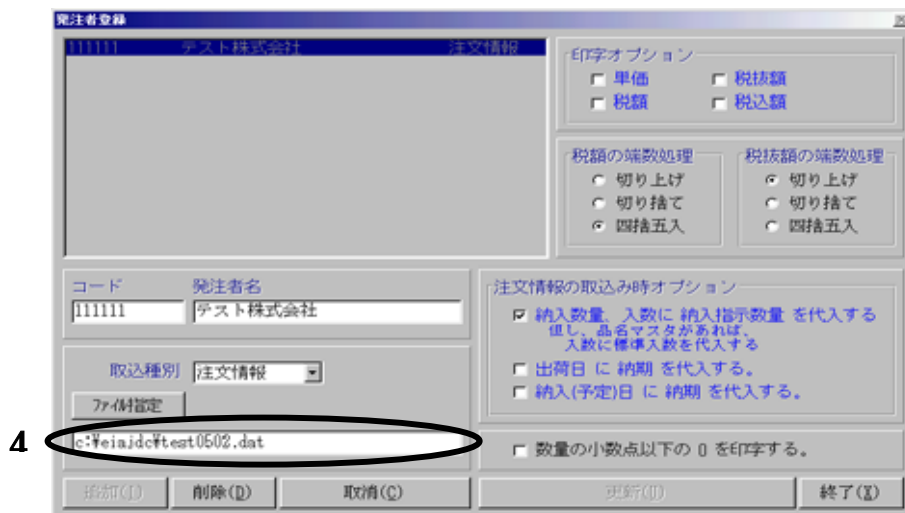 発注者登録
111111 テスト株式会社 注文情報
印字オプション
単価 税抜額
税額 税込額
税額の端数処理 税抜額の端数処理
切り上げ 切り上げ
切り捨て 切り捨て
四捨五入 四捨五入
コード 発注者名
111111 テスト株式会社
注文情報の取込み時オプション
納入数量、入数に 納入指示数量 を代入する
但し、品名マスタがあれば、
入数に標準入数を代入する
出荷日 に 納期 を代入する。
納入(予定)日 に 納期 を代入する。
取込種別 注文情報
ファイル指定
4 c:¥eiajdc¥test0502.dat
数量の小数点以下の 0 を印字する。
追加(I) 削除(D) 取消(C) 更新(U) 終了(X)